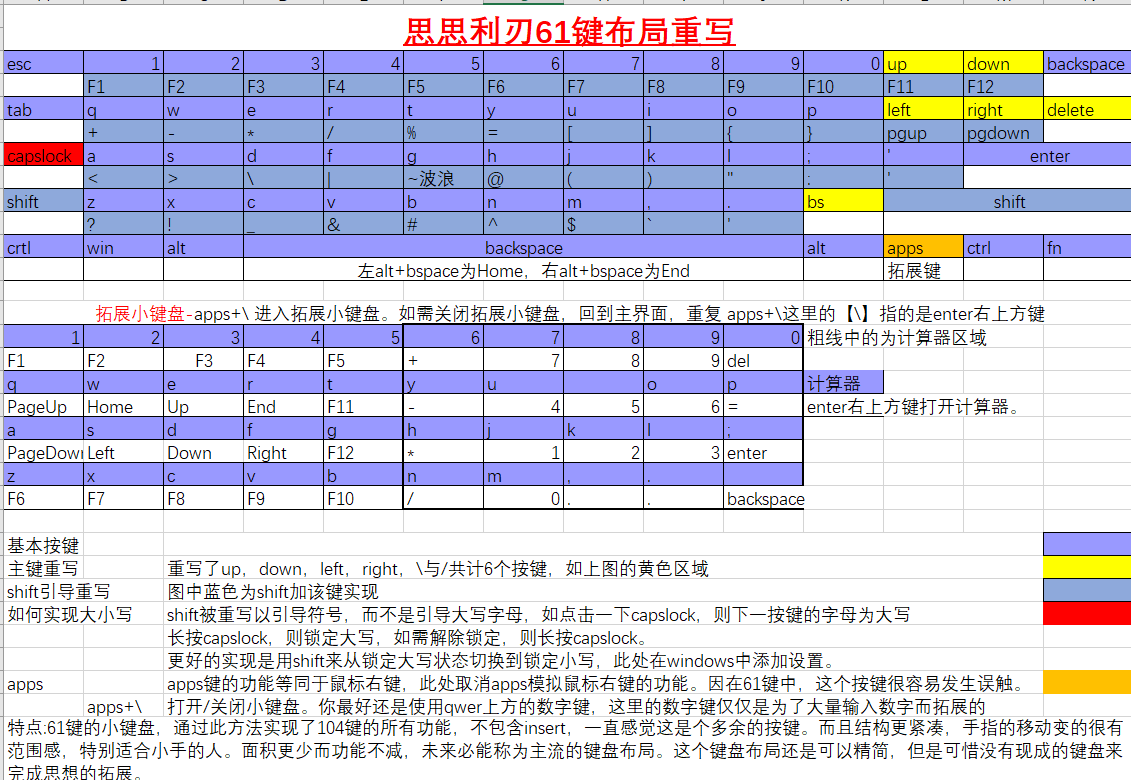 思思利刃61键布局重写
esc 1 2 3 4 5 6 7 8 9 0 up down backspace
F1 F2 F3 F4 F5 F6 F7 F8 F9 F10 F11 F12
tab q w e r t y u i o p left right delete
+ - * / % = [ ] { } pgup pgdown
capslock a s d f g h j k l ; ' enter
< > \ | ~波浪 @ ( ) " : '
shift z x c v b n m , . bs shift
? ! _ & # ^ $ ` '
crtl win alt backspace alt apps ctrl fn
左alt+bspace为Home，右alt+bspace为End 拓展键
拓展小键盘-apps+\ 进入拓展小键盘。如需关闭拓展小键盘，回到主界面，重复 apps+\这里的【\】指的是enter右上方键
1 2 3 4 5 6 7 8 9 0 粗线中的为计算器区域
F1 F2 F3 F4 F5 + 7 8 9 del
q w e r t y u o p 计算器
PageUp Home Up End F11 - 4 5 6 = enter右上方键打开计算器。
a s d f g h j k l ;
PageDow Left Down Right F12 * 1 2 3 enter
z x c v b n m , .
F6 F7 F8 F9 F10 / 0 . . backspace
基本按键
主键重写 重写了up，down，left，right，\与/共计6个按键，如上图的黄色区域
shift引导重写 图中蓝色为shift加该键实现
如何实现大小写 shift被重写以引导符号，而不是引导大写字母，如点击一下capslock，则下一按键的字母为大写
长按capslock，则锁定大写，如需解除锁定，则长按capslock。
更好的实现是用shift来从锁定大写状态切换到锁定小写，此处在windows中添加设置。
apps apps键的功能等同于鼠标右键，此处取消apps模拟鼠标右键的功能。因在61键中，这个按键很容易发生误触。
apps+\ 打开/关闭小键盘。你最好还是使用qwer上方的数字键，这里的数字键仅仅是为了大量输入数字而拓展的
特点:61键的小键盘，通过此方法实现了104键的所有功能，不包含insert，一直感觉这是个多余的按键。而且结构更紧凑，手指的移动变的很有
范围感，特别适合小手的人。面积更少而功能不减，未来必能称为主流的键盘布局。这个键盘布局还是可以精简，但是可惜没有现成的键盘来
完成思想的拓展。